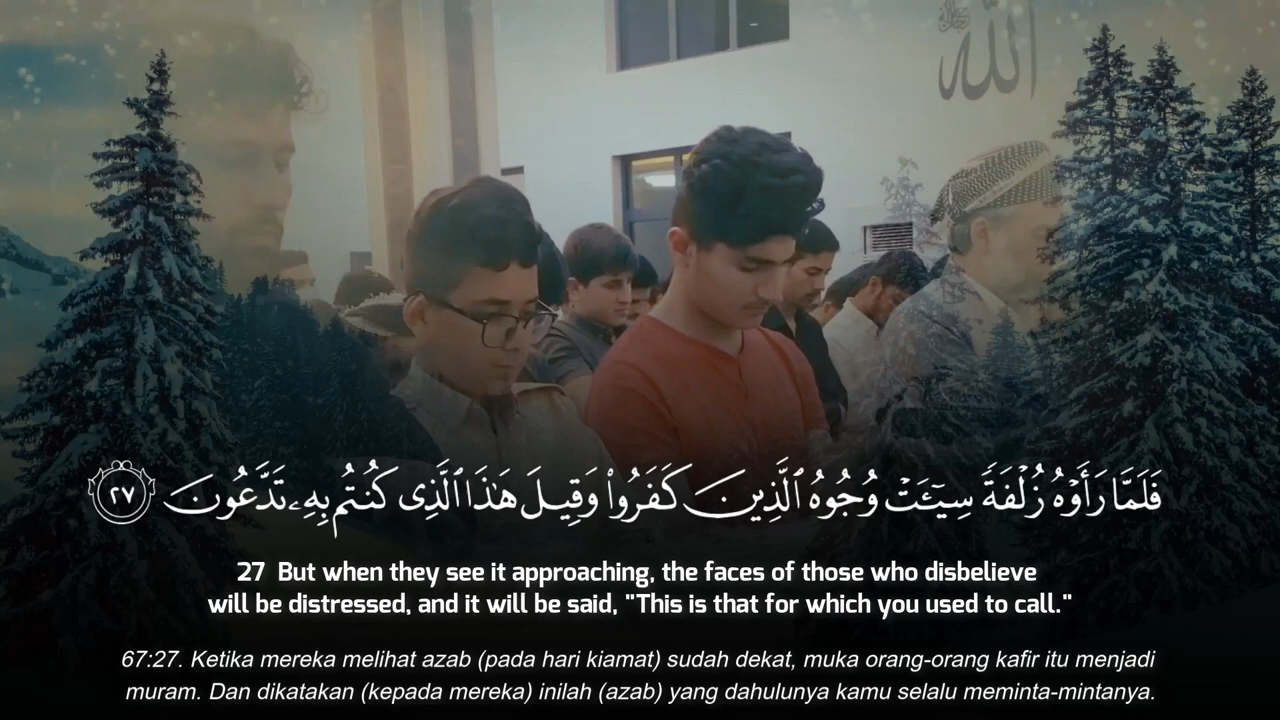 الله
فَلَمَّا رَأَوْهُ زُلْفَةً سِيٓـَٔتْ وُجُوهُ ٱلَّذِينَ كَفَرُوا۟ وَقِيلَ هَـٰذَا ٱلَّذِى كُنتُم بِهِۦ تَدَّعُونَ ٢٧
27 But when they see it approaching, the faces of those who disbelieve
will be distressed, and it will be said, "This is that for which you used to call."
67:27. Ketika mereka melihat azab (pada hari kiamat) sudah dekat, muka orang-orang kafir itu menjadi
muram. Dan dikatakan (kepada mereka) inilah (azab) yang dahulunya kamu selalu meminta-mintanya.